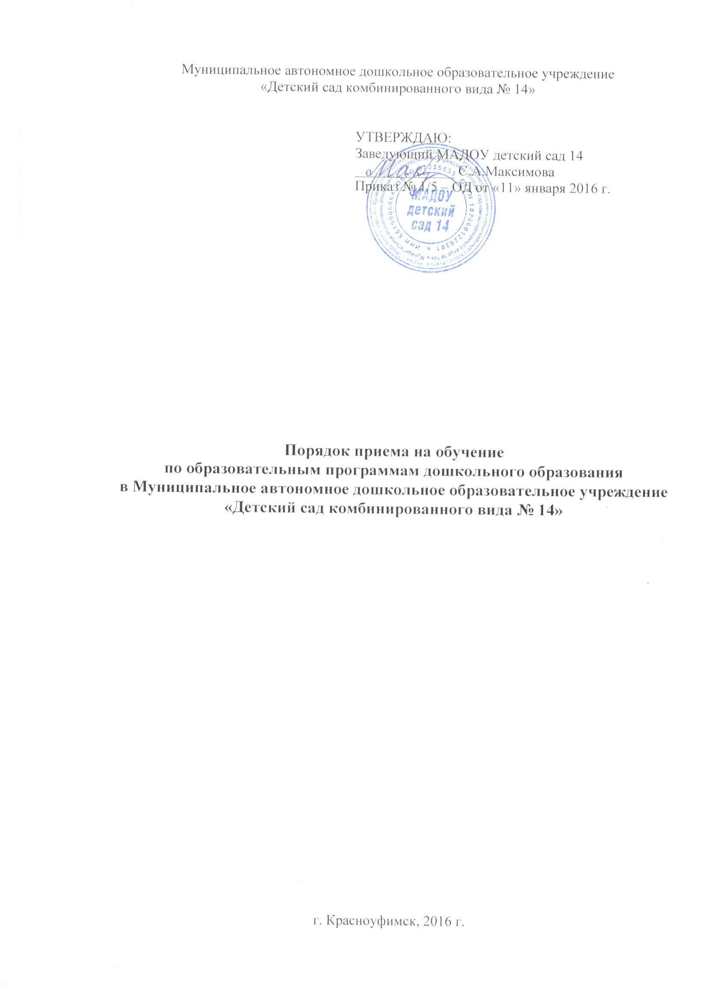 Муниципальное автономное дошкольное образовательное учреждение
«Детский сад комбинированного вида № 14»
УТВЕРЖДАЮ:
Заведующий МАДОУ детский сад 14
С.А.Максимова
Приказ № 1/5 – ОД от «11» января 2016 г.
МАДОУ
детский
сад 14
Порядок приема на обучение
по образовательным программам дошкольного образования
в Муниципальное автономное дошкольное образовательное учреждение
«Детский сад комбинированного вида № 14»
г. Красноуфимск, 2016 г.